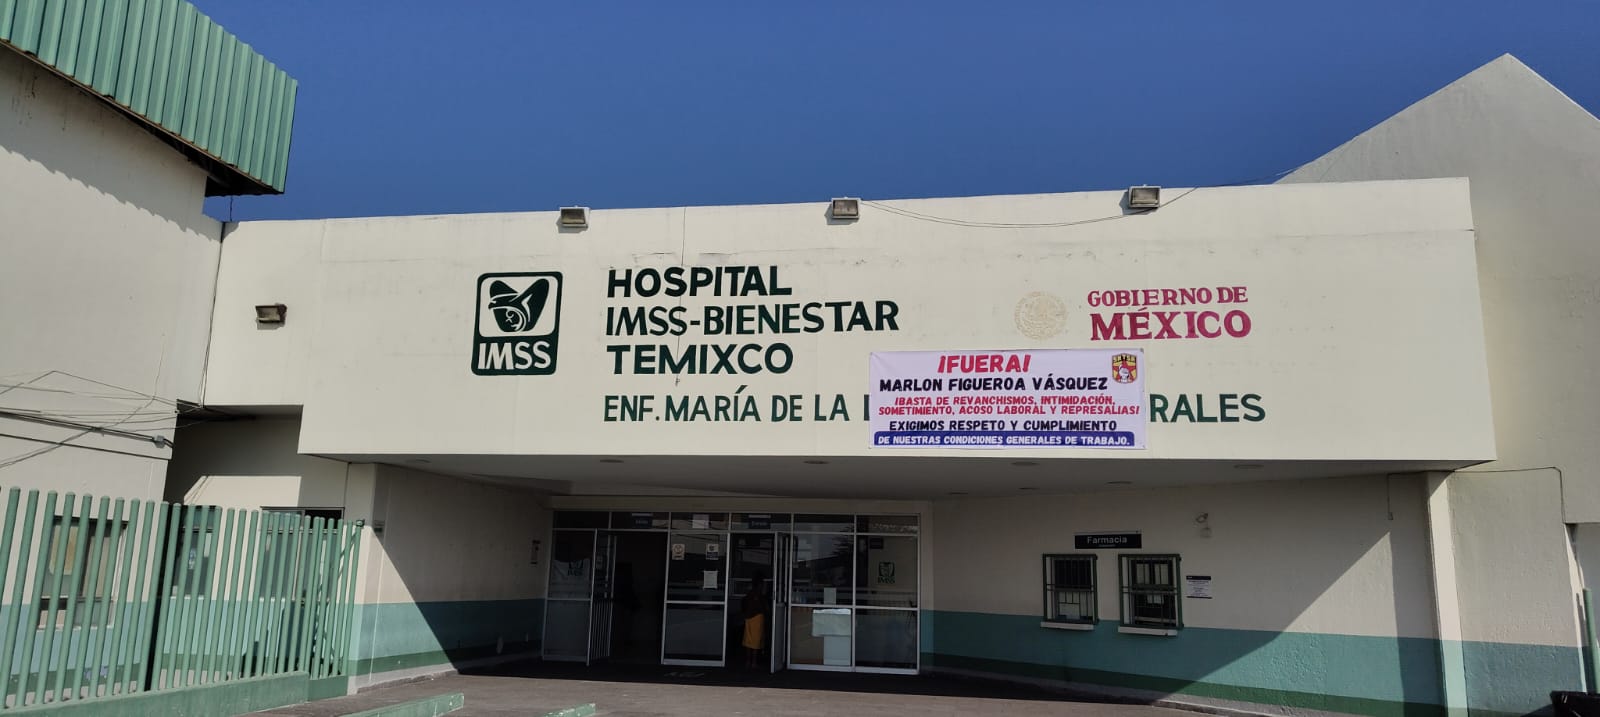 HOSPITAL
IMSS-BIENESTAR
TEMIXCO
ENF. MARÍA DE LA
RALES
IMSS
GOBIERNO DE
MÉXICO
¡FUERA!
MARLON FIGUEROA VÁSQUEZ
¡BASTA DE REVANCHISMOS, INTIMIDACIÓN,
SOMETIMIENTO, ACOSO LABORAL Y REPRESALIAS!
EXIGIMOS RESPETO Y CUMPLIMIENTO
DE NUESTRAS CONDICIONES GENERALES DE TRABAJO.
Farmacia
IMSS